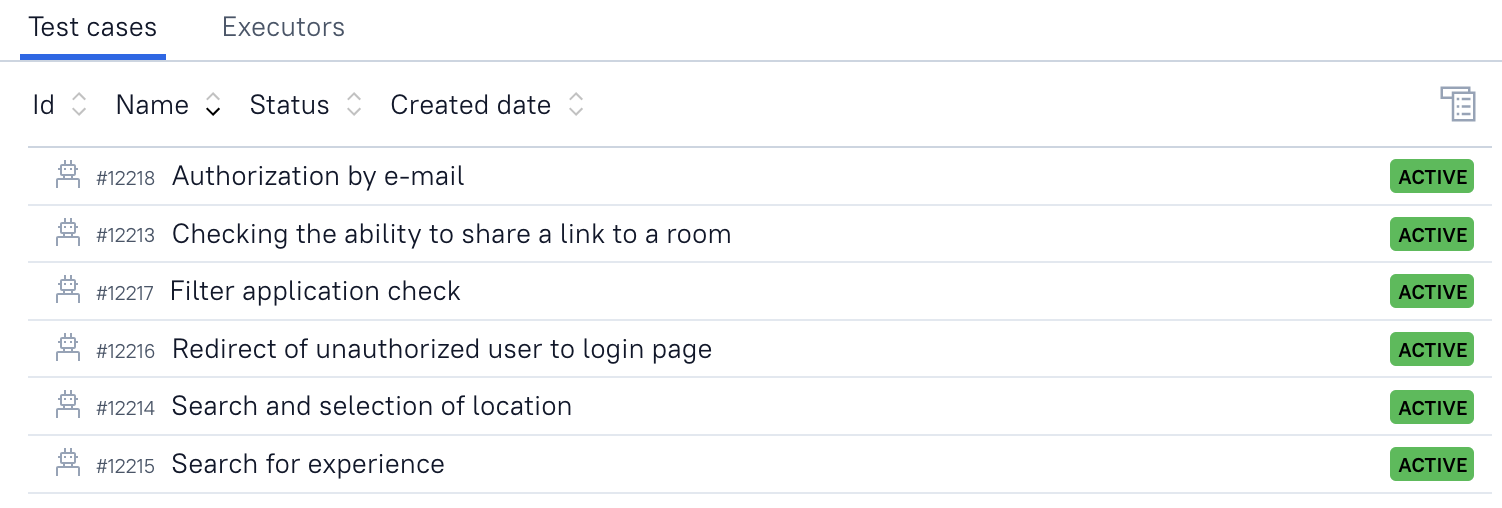 Test cases Executors
Id Name Status Created date
#12218 Authorization by e-mail ACTIVE
#12213 Checking the ability to share a link to a room ACTIVE
#12217 Filter application check ACTIVE
#12216 Redirect of unauthorized user to login page ACTIVE
#12214 Search and selection of location ACTIVE
#12215 Search for experience ACTIVE